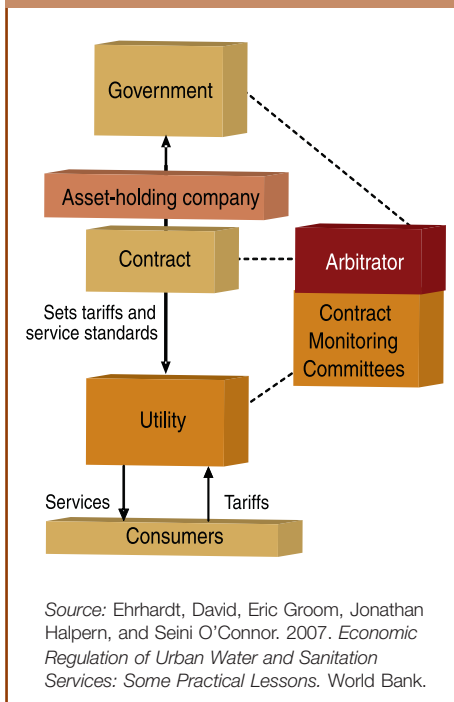 Government
Asset-holding company
Contract
Arbitrator
Sets tariffs and
service standards
Contract
Monitoring
Committees
Utility
Services
Tariffs
Consumers
Source: Ehrhardt, David, Eric Groom, Jonathan
Halpern, and Seini O’Connor. 2007. Economic
Regulation of Urban Water and Sanitation
Services: Some Practical Lessons. World Bank.